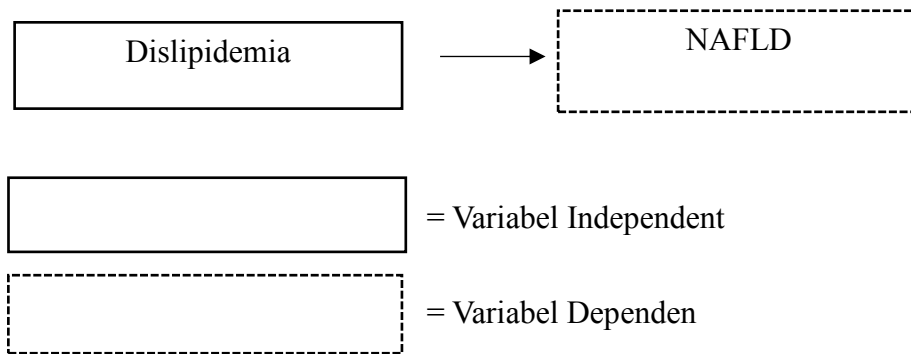 Dislipidemia
NAFLD
= Variabel Independent
= Variabel Dependen